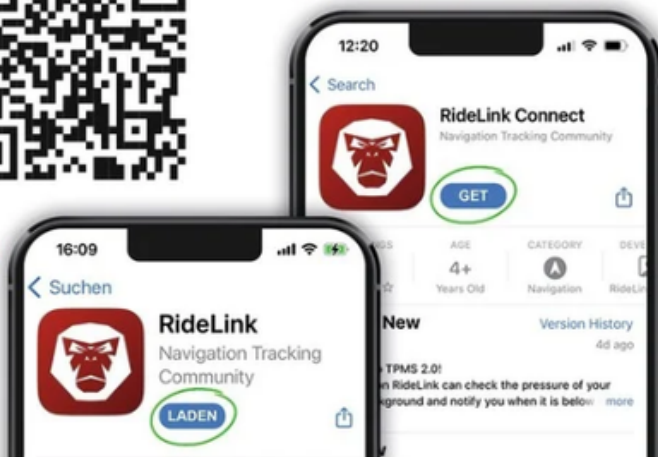 12:20
Search
RideLink Connect
Navigation Tracking Community
GET
AGE
CATEGORY
4+
Years Old
Navigation
New
Version History
4d ago
TPMS 2.0!
RideLink can check the pressure of your
and notify you when it is below more
16:09
Suchen
RideLink
Navigation Tracking
Community
LADEN